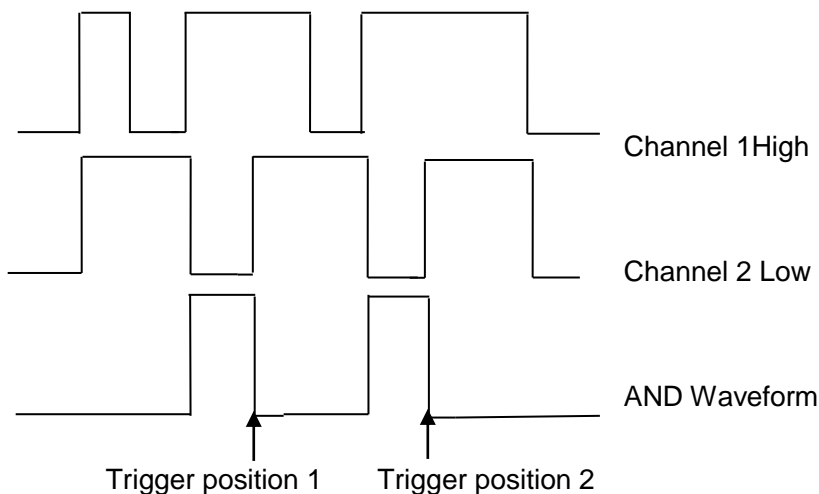 Channel 1High
Channel 2 Low
AND Waveform
Trigger position 1
Trigger position 2